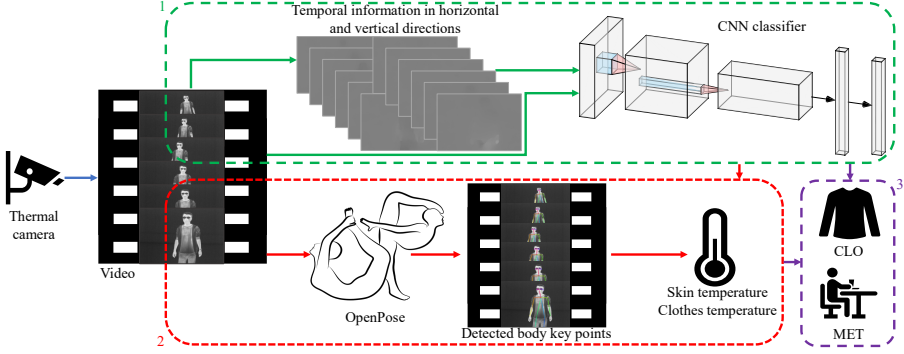 1
Temporal information in horizontal
and vertical directions
CNN classifier
Thermal
camera
Video
3
CLO
MET
OpenPose
Skin temperature
Clothes temperature
2
Detected body key points